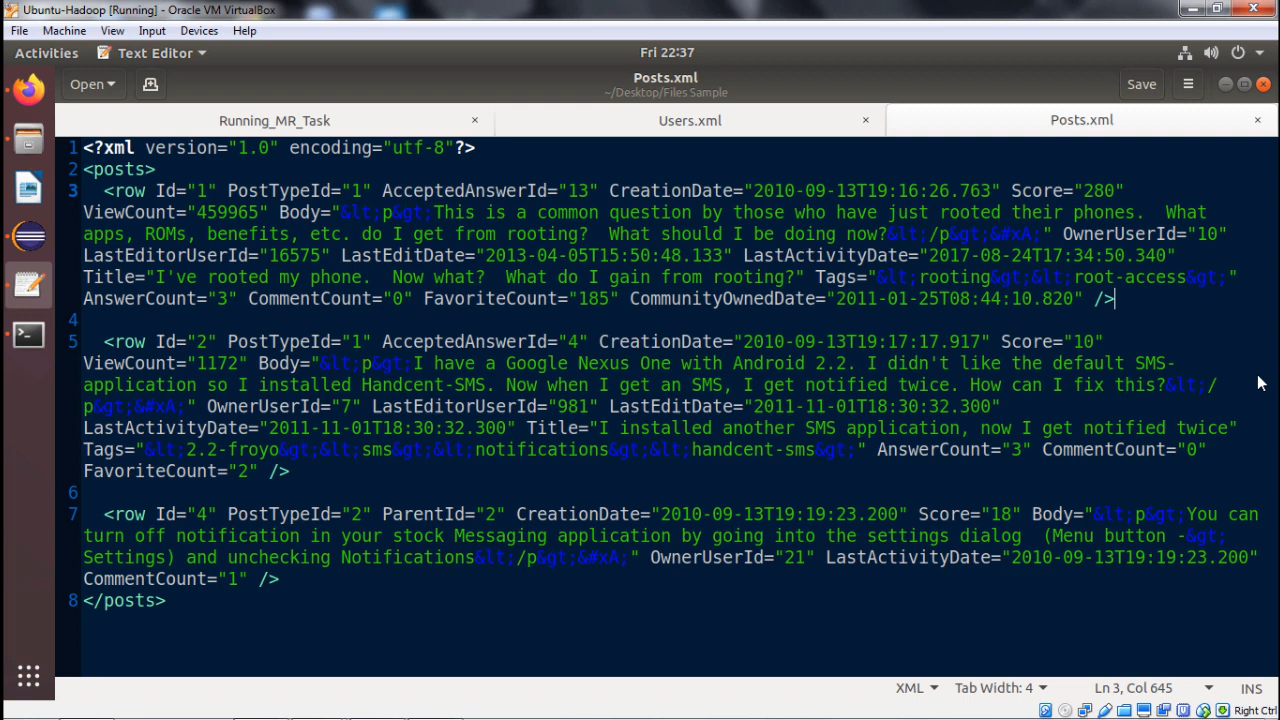 Ubuntu-Hadoop [Running] - Oracle VM VirtualBox
File Machine View Input Devices Help
Activities Text Editor Fri 22:37
Open Posts.xml Save
~/Desktop/Files Sample
Running_MR_Task × Users.xml × Posts.xml ×
1 <?xml version="1.0" encoding="utf-8"?>
2 <posts>
3 <row Id="1" PostTypeId="1" AcceptedAnswerId="13" CreationDate="2010-09-13T19:16:26.763" Score="280"
ViewCount="459965" Body="&lt;p&gt;This is a common question by those who have just rooted their phones.  What
apps, ROMs, benefits, etc. do I get from rooting?  What should I be doing now?&lt;/p&gt;&#xA;" OwnerUserId="10"
LastEditorUserId="16575" LastEditDate="2013-04-05T15:50:48.133" LastActivityDate="2017-08-24T17:34:50.340"
Title="I've rooted my phone.  Now what?  What do I gain from rooting?" Tags="&lt;rooting&gt;&lt;root-access&gt;"
AnswerCount="3" CommentCount="0" FavoriteCount="185" CommunityOwnedDate="2011-01-25T08:44:10.820" />
4
5 <row Id="2" PostTypeId="1" AcceptedAnswerId="4" CreationDate="2010-09-13T19:17:17.917" Score="10"
ViewCount="1172" Body="&lt;p&gt;I have a Google Nexus One with Android 2.2. I didn't like the default SMS-
application so I installed Handcent-SMS. Now when I get an SMS, I get notified twice. How can I fix this?&lt;/
p&gt;&#xA;" OwnerUserId="7" LastEditorUserId="981" LastEditDate="2011-11-01T18:30:32.300"
LastActivityDate="2011-11-01T18:30:32.300" Title="I installed another SMS application, now I get notified twice"
Tags="&lt;2.2-froyo&gt;&lt;sms&gt;&lt;notifications&gt;&lt;handcent-sms&gt;" AnswerCount="3" CommentCount="0"
FavoriteCount="2" />
6
7 <row Id="4" PostTypeId="2" ParentId="2" CreationDate="2010-09-13T19:19:23.200" Score="18" Body="&lt;p&gt;You can
turn off notification in your stock Messaging application by going into the settings dialog  (Menu button -&gt;
Settings) and unchecking Notifications&lt;/p&gt;&#xA;" OwnerUserId="21" LastActivityDate="2010-09-13T19:19:23.200"
CommentCount="1" />
8 </posts>
XML Tab Width: 4 Ln 3, Col 645 INS
Right Ctrl